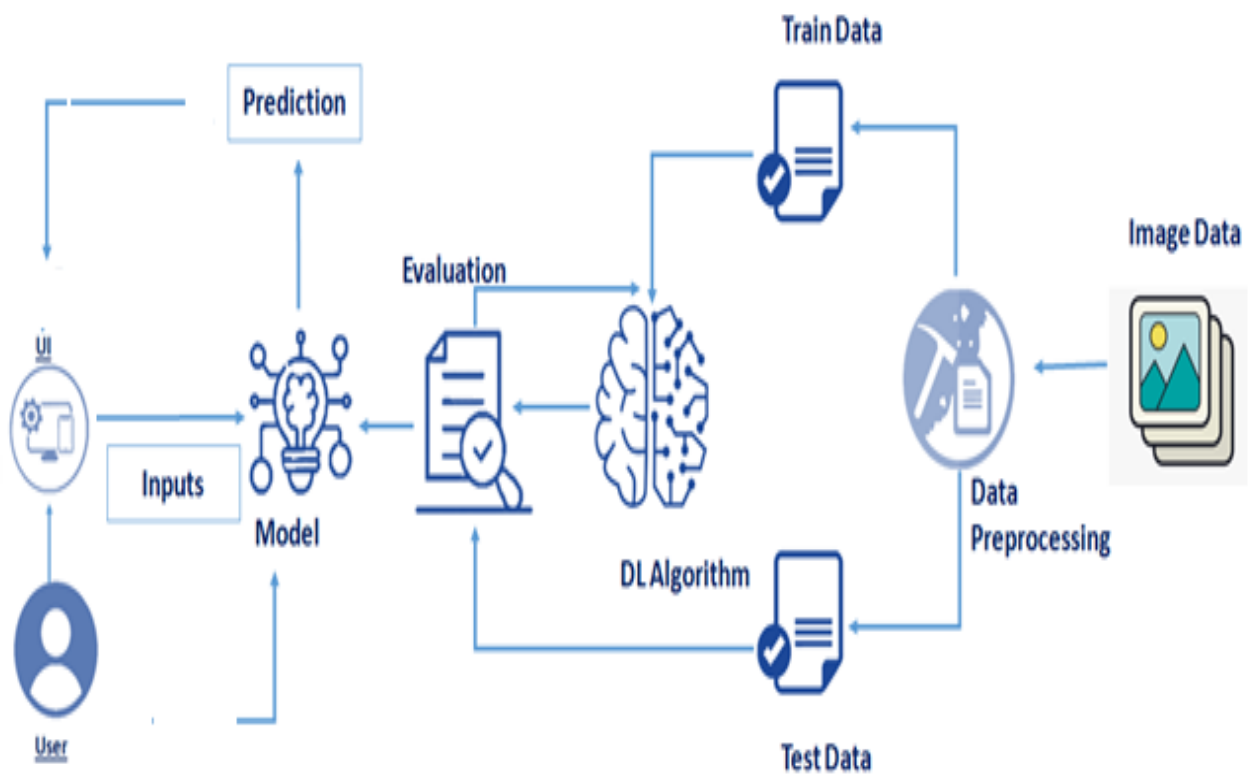 Train Data
Prediction
Image Data
Evaluation
UI
Inputs
Model
Data
Preprocessing
DL Algorithm
User
Test Data